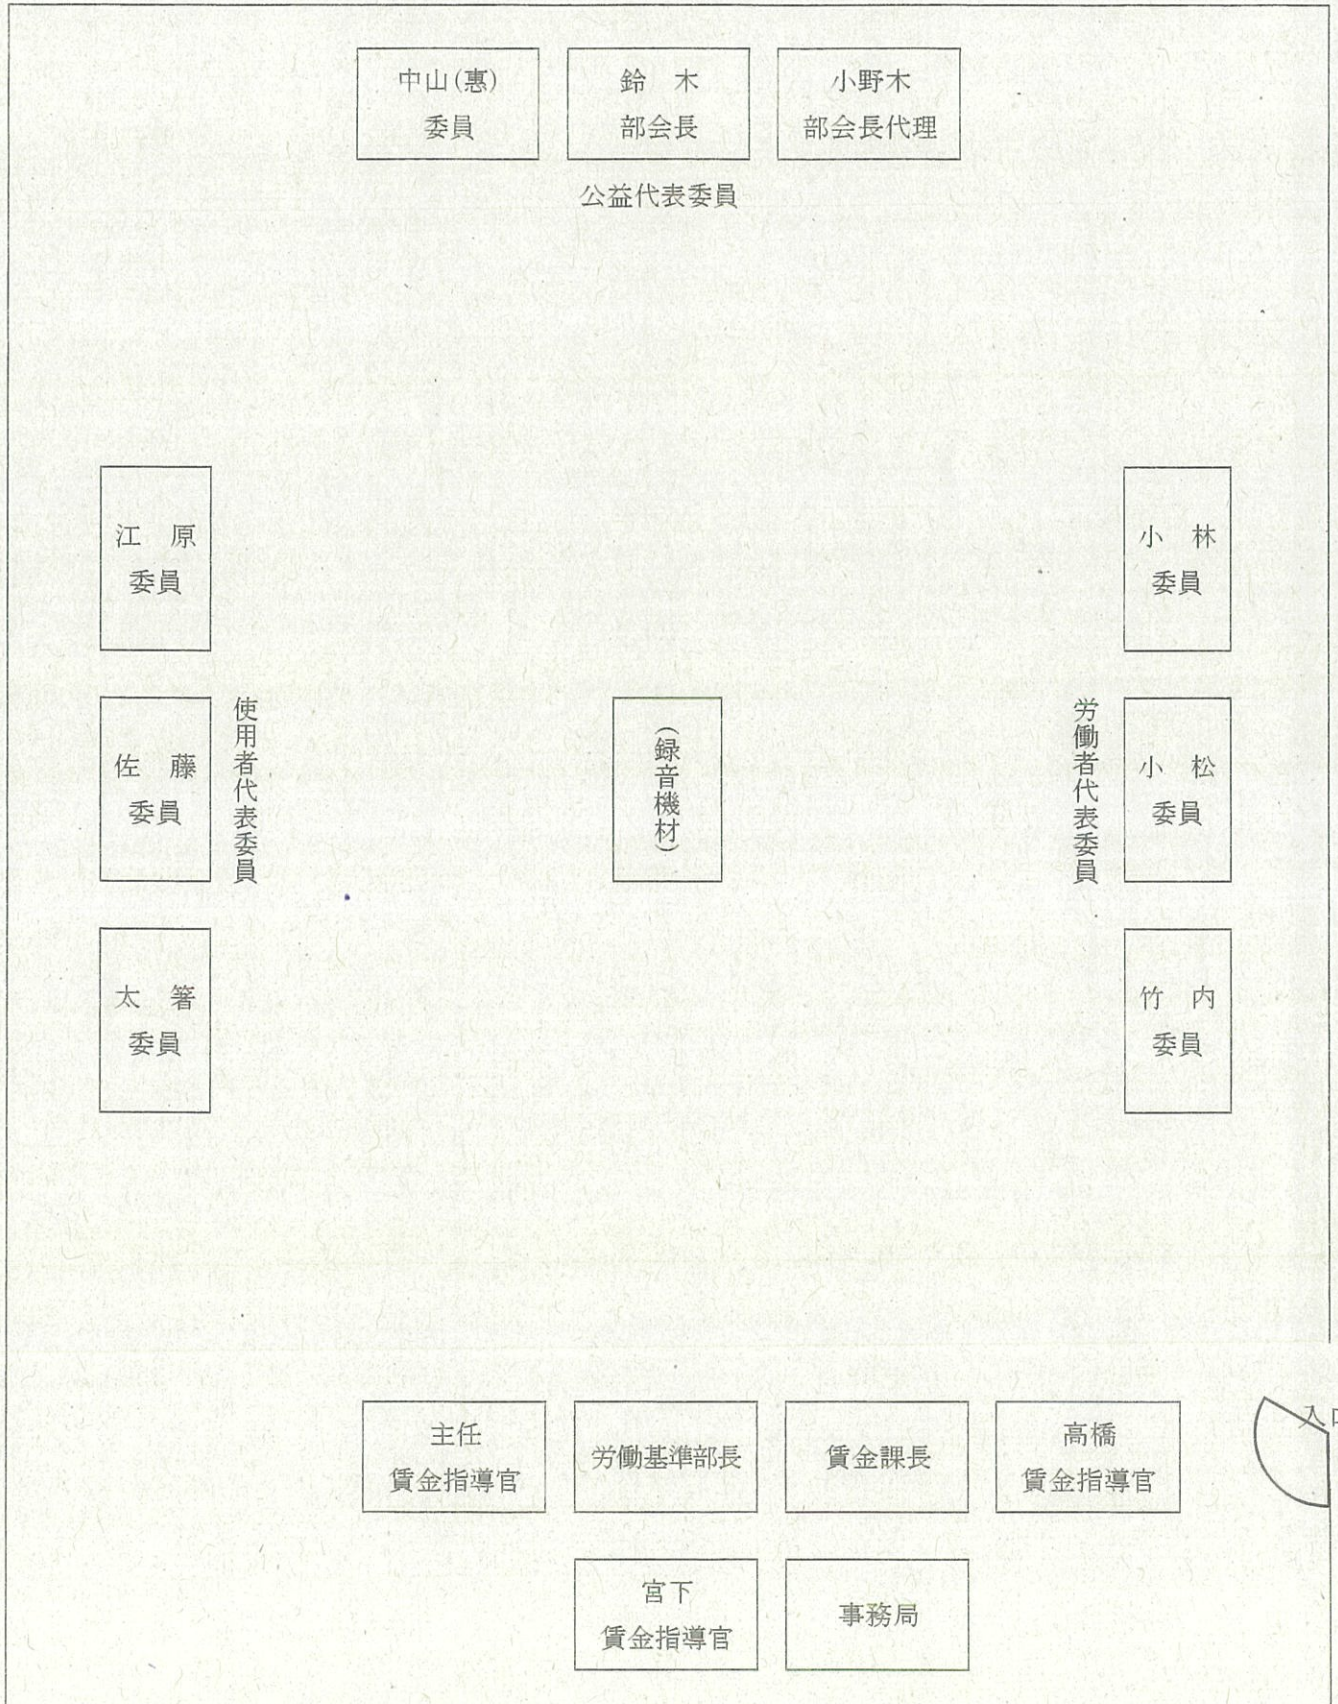 中山(惠)
委員
鈴　木
部会長
小野木
部会長代理
公益代表委員
江　原
委員
佐　藤
委員
太　箸
委員
使用者代表委員
(録音機材)
労働者代表委員
小　林
委員
小　松
委員
竹　内
委員
主任
賃金指導官
労働基準部長
賃金課長
高橋
賃金指導官
入口
宮下
賃金指導官
事務局